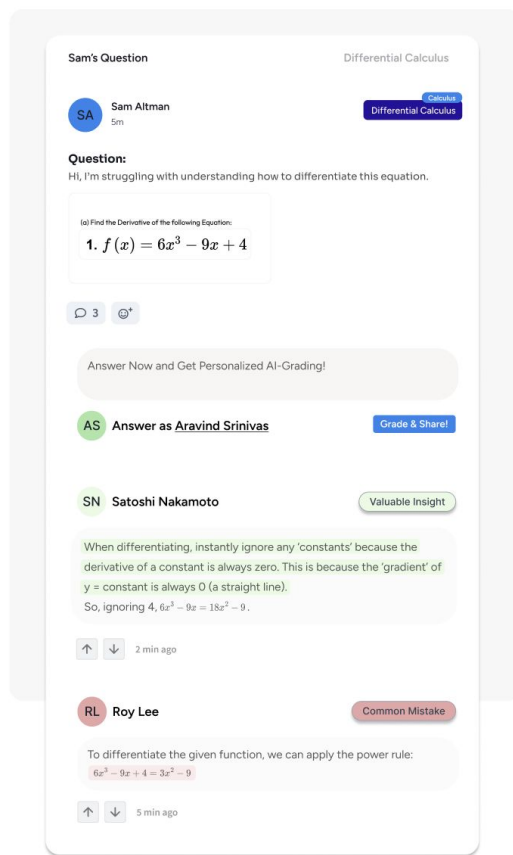 Sam's Question
Differential Calculus
SA
Sam Altman
5m
Calculus
Differential Calculus
Question:
Hi, I'm struggling with understanding how to differentiate this equation.
(a) Find the Derivative of the following Equation:
1. f (x) = 6x³ − 9x + 4
3
Answer Now and Get Personalized AI-Grading!
AS
Answer as Aravind Srinivas
Grade & Share!
SN
Satoshi Nakamoto
Valuable Insight
When differentiating, instantly ignore any 'constants' because the
derivative of a constant is always zero. This is because the 'gradient' of
y = constant is always 0 (a straight line).
So, ignoring 4, 6x³ − 9x = 18x² − 9 .
2 min ago
RL
Roy Lee
Common Mistake
To differentiate the given function, we can apply the power rule:
6x³ − 9x + 4 = 3x² − 9
5 min ago